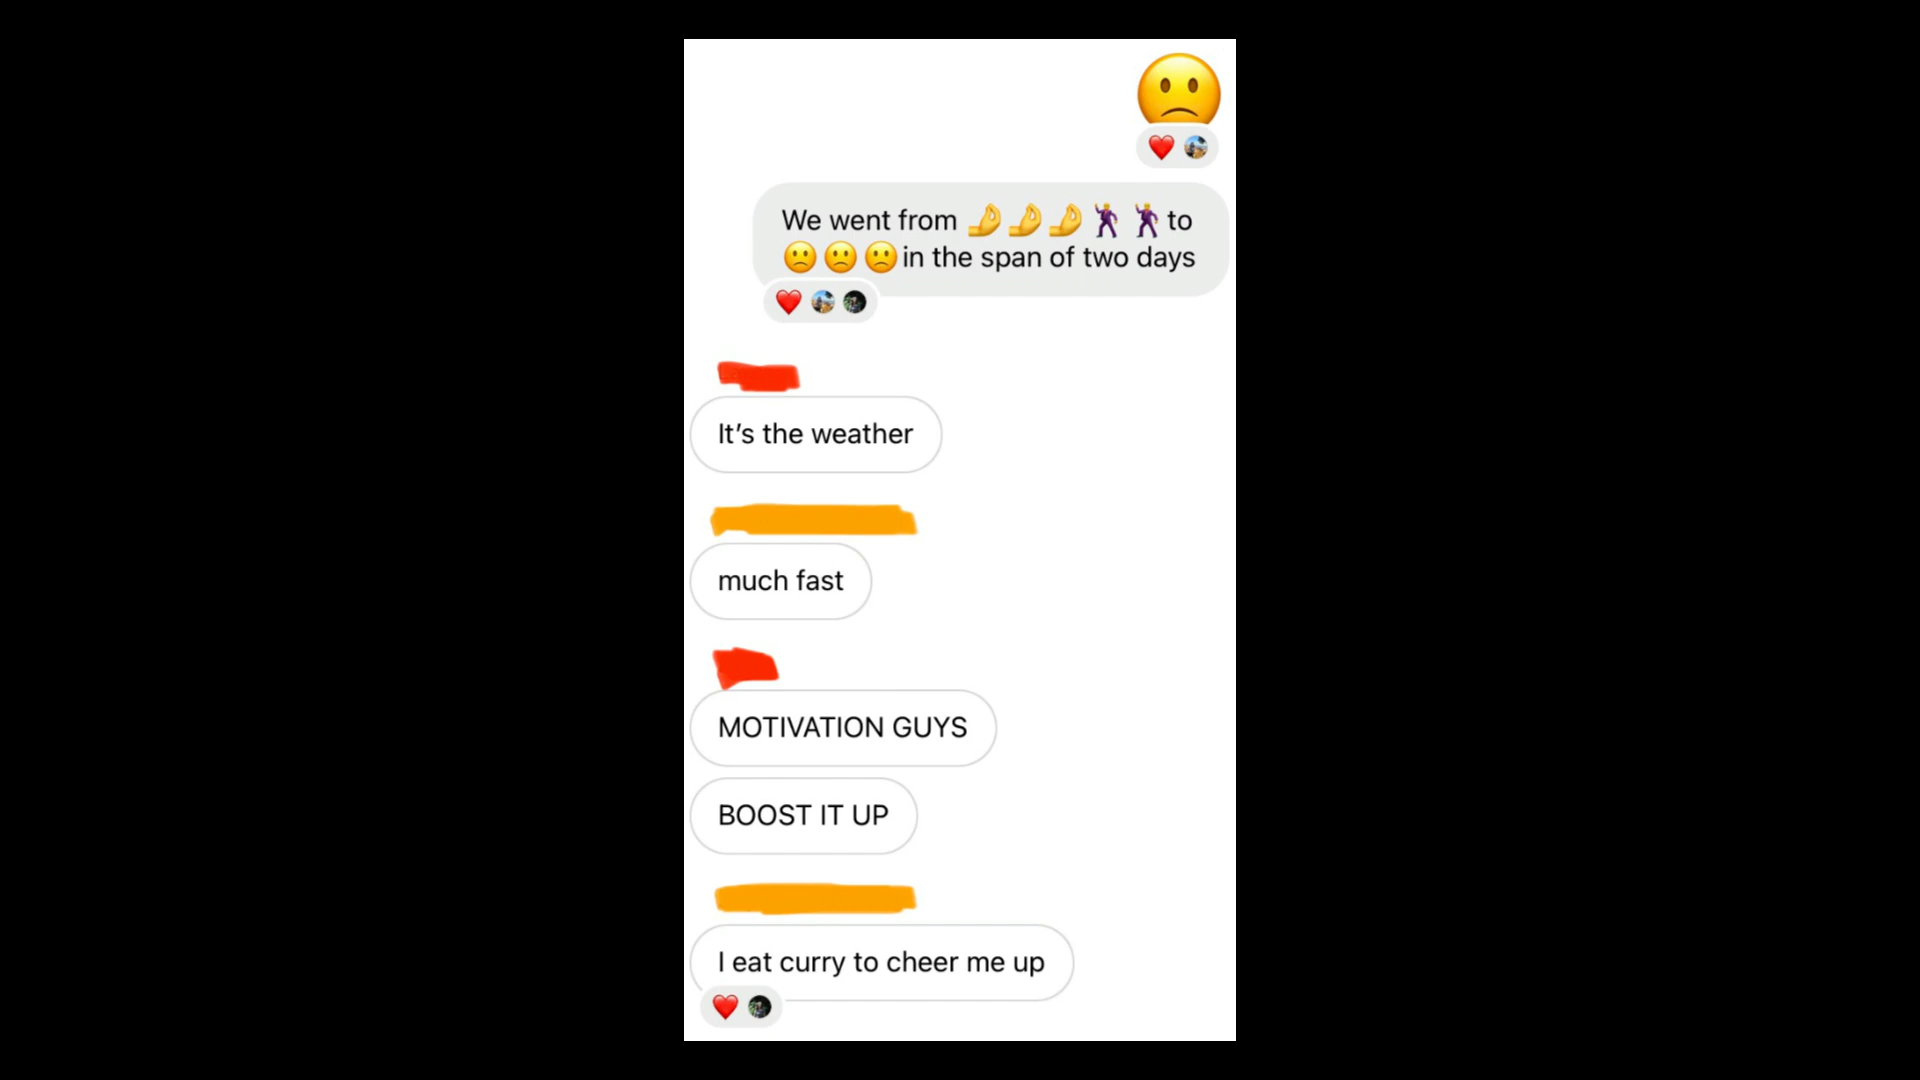 🙁
We went from 🤌🤌🤌🕺🕺to
🙁🙁🙁in the span of two days
It’s the weather
much fast
MOTIVATION GUYS
BOOST IT UP
I eat curry to cheer me up